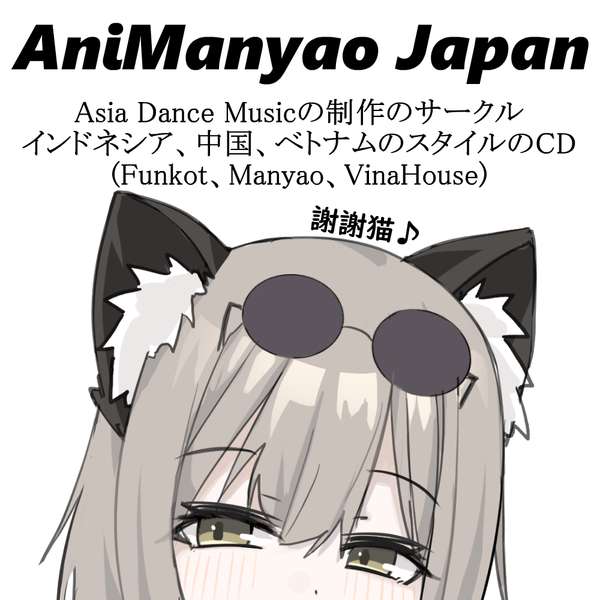 AniManyao Japan
Asia Dance Musicの制作のサークル
インドネシア、中国、ベトナムのスタイルのCD
(Funkot、Manyao、VinaHouse)
謝謝猫♪